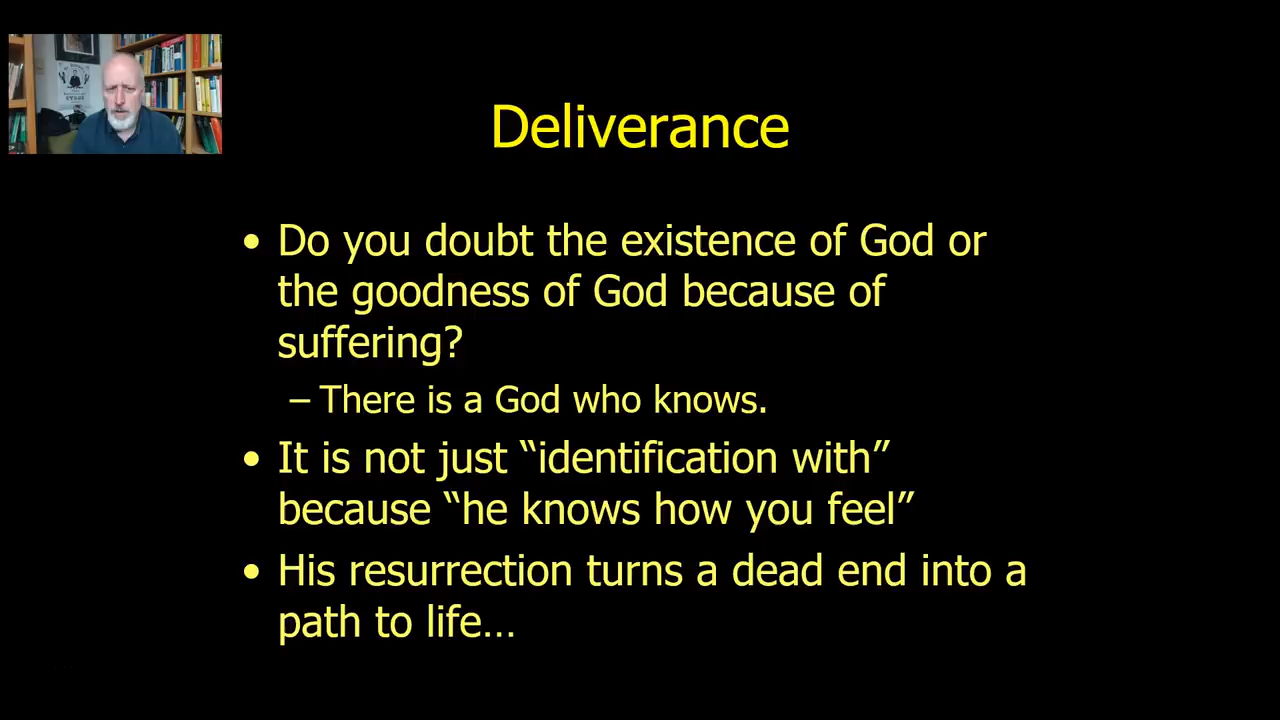 Deliverance
• Do you doubt the existence of God or
the goodness of God because of
suffering?
– There is a God who knows.
• It is not just “identification with”
because “he knows how you feel”
• His resurrection turns a dead end into a
path to life…